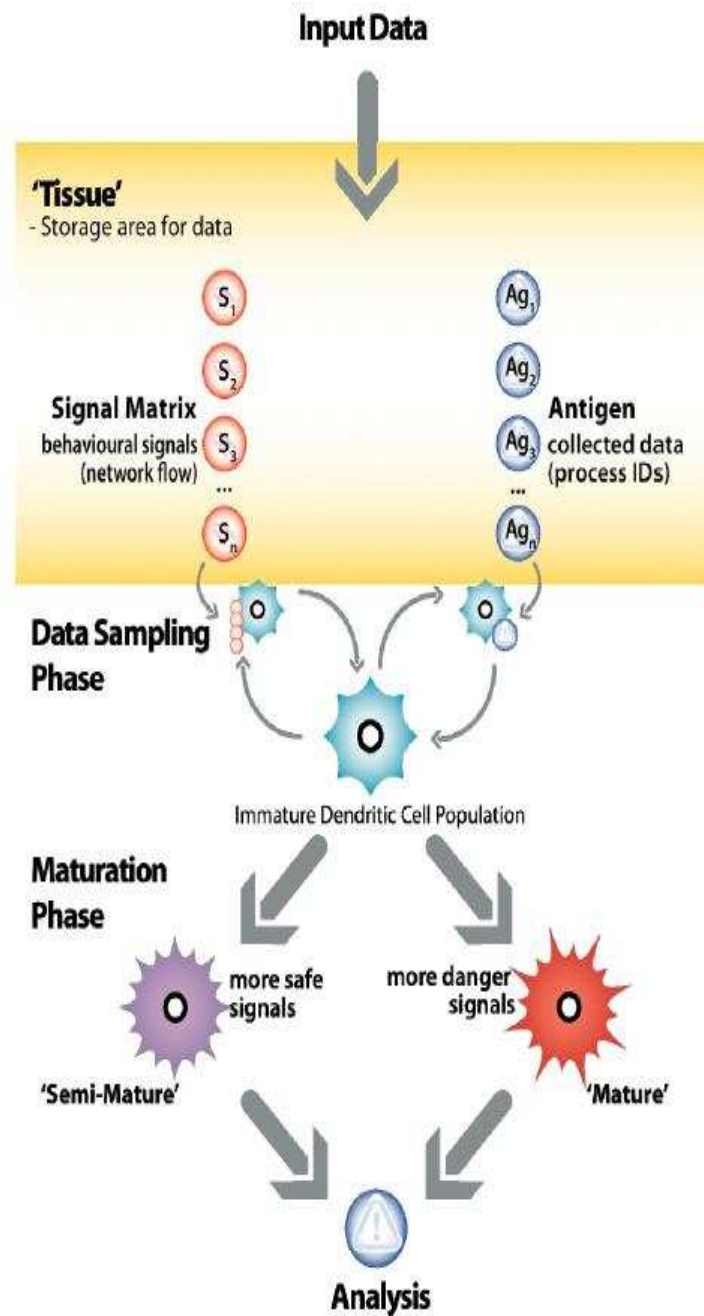 Input Data
'Tissue'
- Storage area for data
S1
S2
S3
...
Sn
Signal Matrix
behavioural signals
(network flow)
Ag1
Ag2
Ag3
...
Agn
Antigen
collected data
(process IDs)
Data Sampling
Phase
Immature Dendritic Cell Population
Maturation
Phase
more safe
signals
more danger
signals
'Semi-Mature'
'Mature'
Analysis